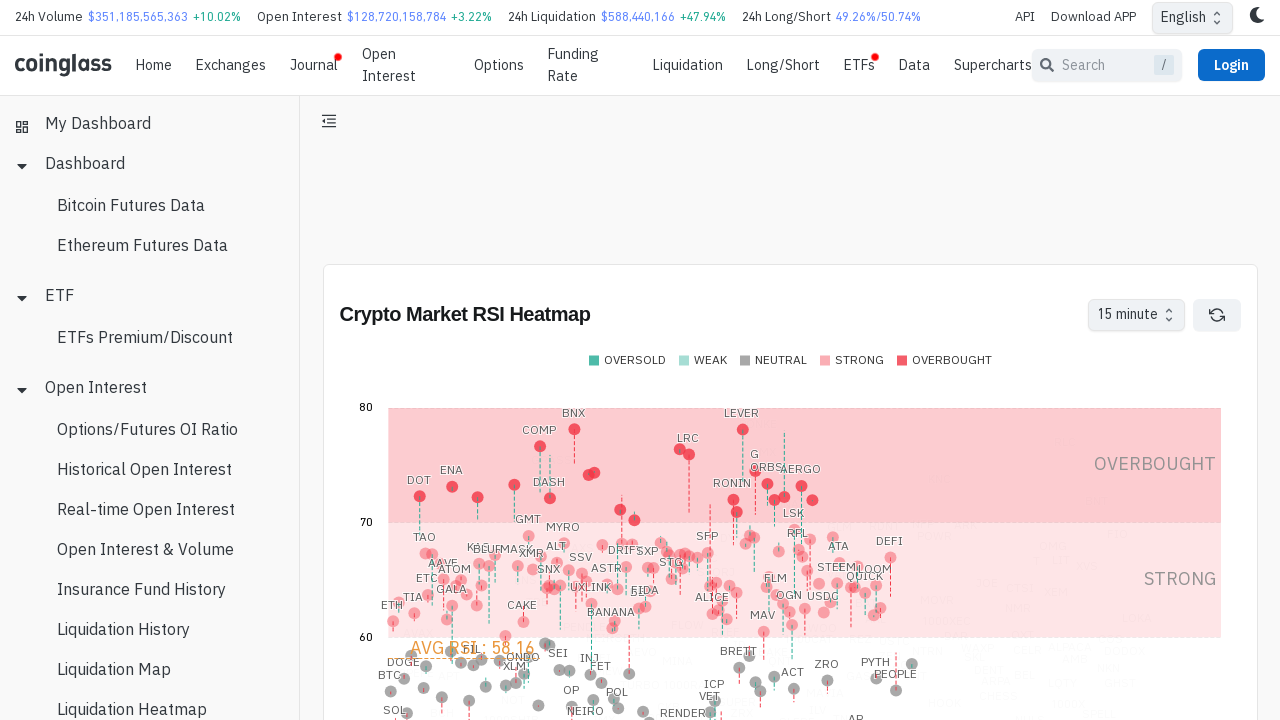 24h Volume $351,185,565,363 +10.02% Open Interest $128,720,158,784 +3.22% 24h Liquidation $588,440,166 +47.94% 24h Long/Short 49.26%/50.74% API Download APP English
coinglass Home Exchanges Journal Open Interest Options Funding Rate Liquidation Long/Short ETFs Data Supercharts Search / Login
My Dashboard
Dashboard
Bitcoin Futures Data
Ethereum Futures Data
ETF
ETFs Premium/Discount
Open Interest
Options/Futures OI Ratio
Historical Open Interest
Real-time Open Interest
Open Interest & Volume
Insurance Fund History
Liquidation History
Liquidation Map
Liquidation Heatmap
Crypto Market RSI Heatmap 15 minute
OVERSOLD WEAK NEUTRAL STRONG OVERBOUGHT
80
BNX LEVER
COMP LRC
G
OVERBOUGHT
ENA ORBS AERGO
DOT DASH RONIN
70
GMT LSK
MYRO
TAO RFL SFP DEFI
ALT ATA
XMR DRIFT SXP
SSV
AAVE STG
ATOM SNX ASTR STEEM LOOM
ETC FLM QUICK
STRONG
GALA UXLINK
TIA ALICE OGN USDC
ETH CAKE BANANA
MAV
60
AVG RSI : 58.16
FIL BRETT
DOGE ONDO SEI INJ ZRO PYTH
XLM FET
BTC ACT PEOPLE
ICP
OP POL
VET
SOL NEIRO RENDER
AR